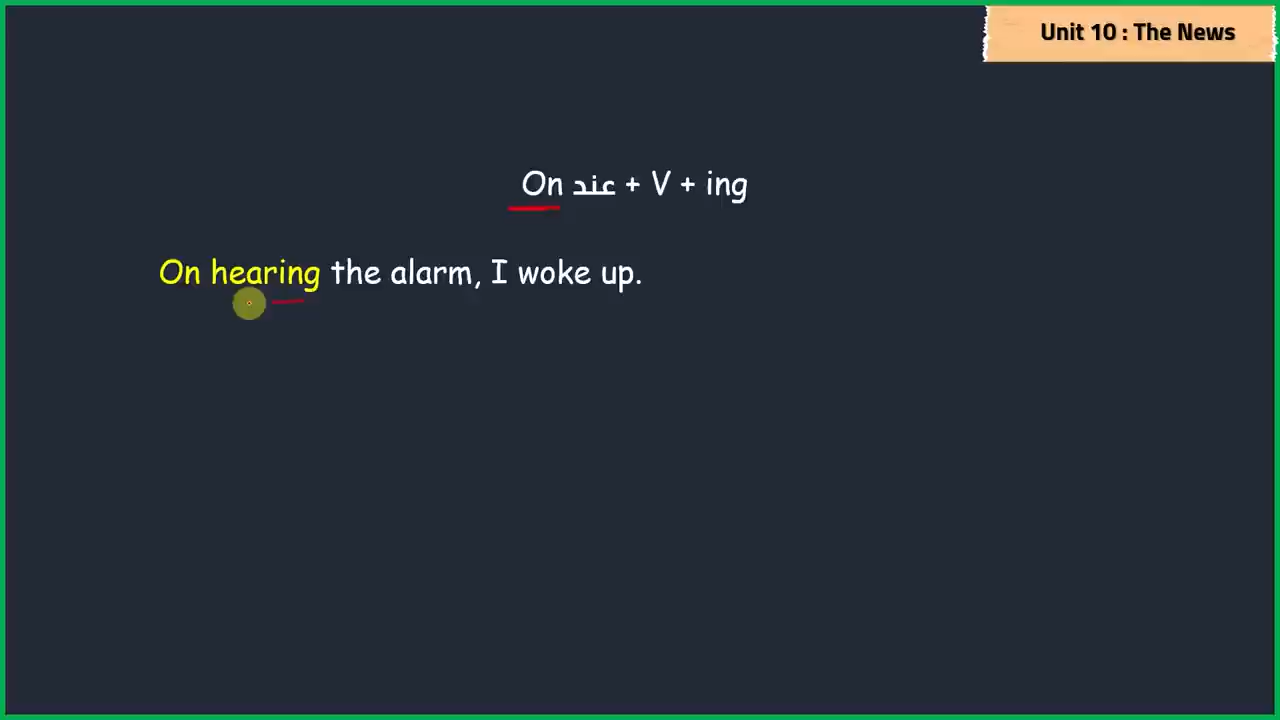 Unit 10 : The News
On عند + V + ing
On hearing the alarm, I woke up.